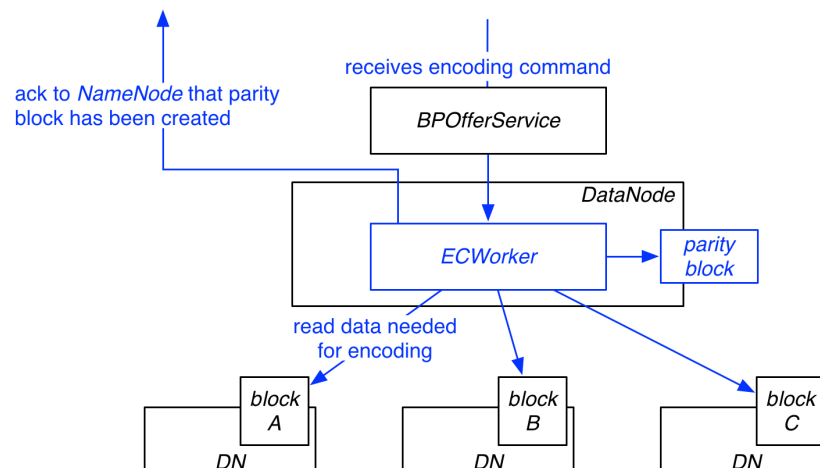 receives encoding command
ack to NameNode that parity
block has been created
BPOfferService
DataNode
ECWorker
parity
block
read data needed
for encoding
block
A
block
B
block
C
DN
DN
DN